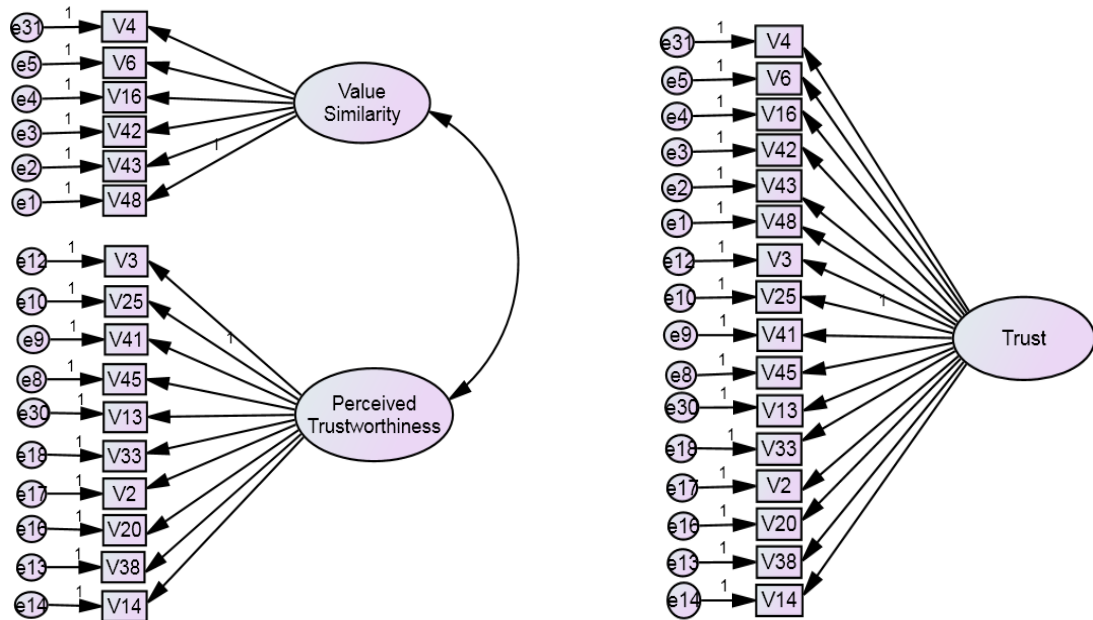 e31 1 V4
e5 1 V6
e4 1 V16
e3 1 V42
e2 1 V43
e1 1 V48
1
Value
Similarity
e12 1 V3
e10 1 V25
e9 1 V41
e8 1 V45
e30 1 V13
e18 1 V33
e17 1 V2
e16 1 V20
e13 1 V38
e14 1 V14
1
Perceived
Trustworthiness
e31 1 V4
e5 1 V6
e4 1 V16
e3 1 V42
e2 1 V43
e1 1 V48
e12 1 V3
e10 1 V25
e9 1 V41
e8 1 V45
e30 1 V13
e18 1 V33
e17 1 V2
e16 1 V20
e13 1 V38
e14 1 V14
1
Trust